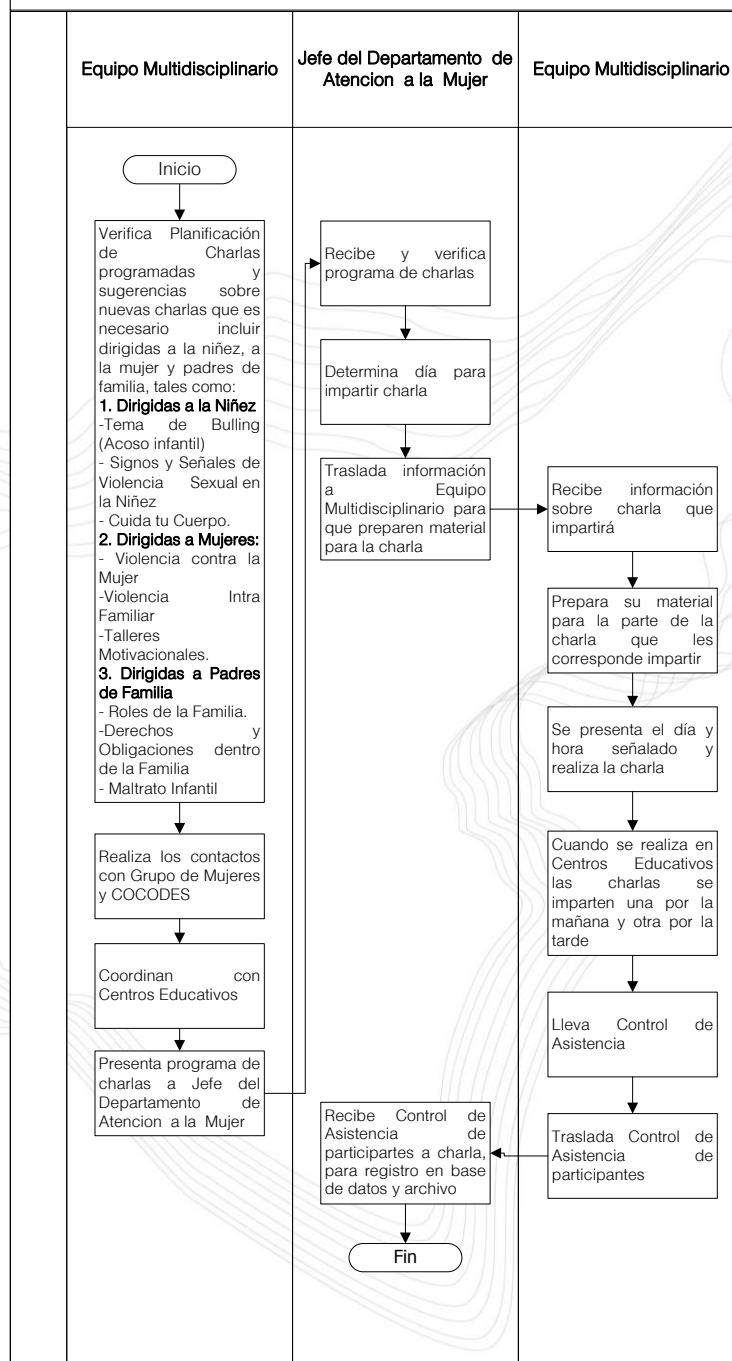 Equipo Multidisciplinario
Jefe del Departamento de
Atencion a la Mujer
Equipo Multidisciplinario
Inicio
Verifica Planificación
de Charlas
programadas y
sugerencias sobre
nuevas charlas que es
necesario incluir
dirigidas a la niñez, a
la mujer y padres de
familia, tales como:
1. Dirigidas a la Niñez
-Tema de Bulling
(Acoso infantil)
- Signos y Señales de
Violencia Sexual en
la Niñez
- Cuida tu Cuerpo.
2. Dirigidas a Mujeres:
- Violencia contra la
Mujer
-Violencia Intra
Familiar
-Talleres
Motivacionales.
3. Dirigidas a Padres
de Familia
- Roles de la Familia.
-Derechos y
Obligaciones dentro
de la Familia
- Maltrato Infantil
Realiza los contactos
con Grupo de Mujeres
y COCODES
Coordinan con
Centros Educativos
Presenta programa de
charlas a Jefe del
Departamento de
Atencion a la Mujer
Recibe y verifica
programa de charlas
Determina día para
impartir charla
Traslada información
a Equipo
Multidisciplinario para
que preparen material
para la charla
Recibe información
sobre charla que
impartirá
Prepara su material
para la parte de la
charla que les
corresponde impartir
Se presenta el día y
hora señalado y
realiza la charla
Cuando se realiza en
Centros Educativos
las charlas se
imparten una por la
mañana y otra por la
tarde
Lleva Control de
Asistencia
Traslada Control de
Asistencia de
participantes
Recibe Control de
Asistencia de
participartes a charla,
para registro en base
de datos y archivo
Fin